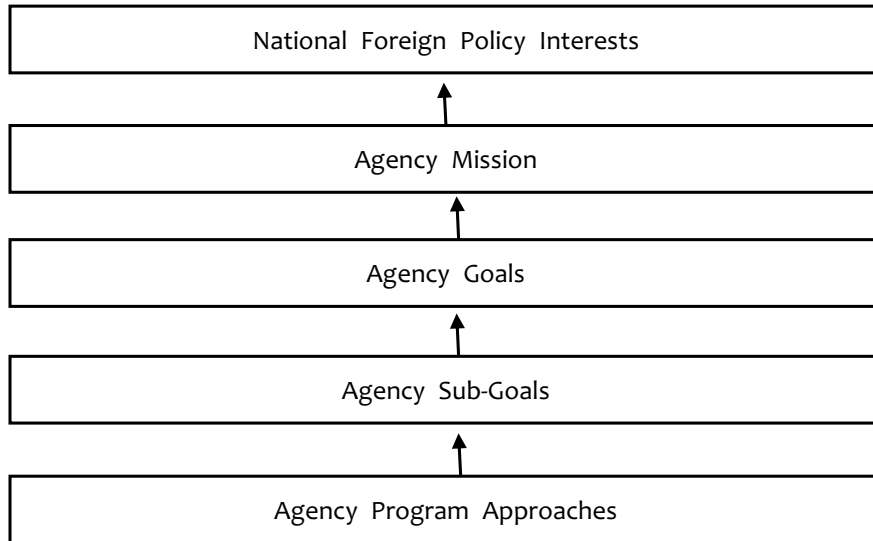 National Foreign Policy Interests
Agency Mission
Agency Goals
Agency Sub-Goals
Agency Program Approaches